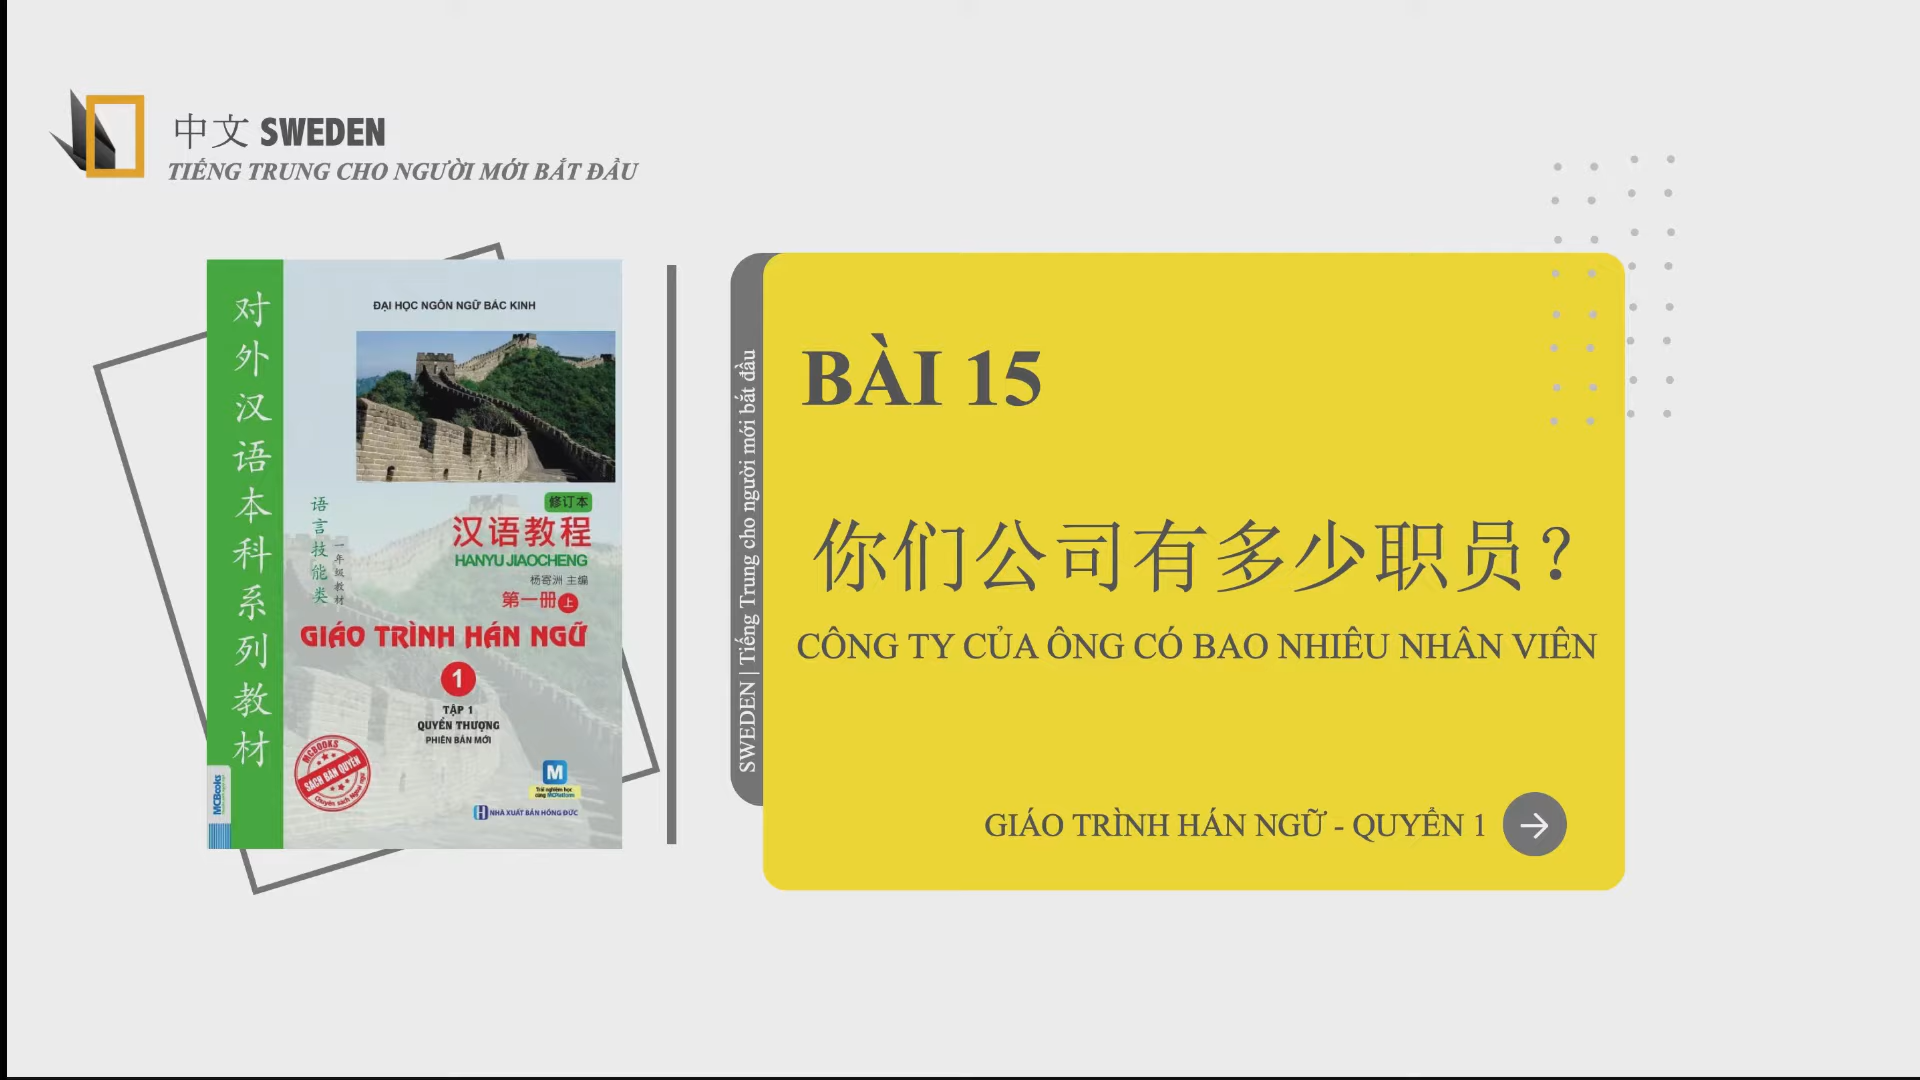 中文 SWEDEN
TIẾNG TRUNG CHO NGƯỜI MỚI BẮT ĐẦU
对外汉语本科系列教材
ĐẠI HỌC NGÔN NGỮ BẮC KINH
语言技能类
一年级教材
修订本
汉语教程
HANYU JIAOCHENG
杨寄洲 主编
第一册 上
GIÁO TRÌNH HÁN NGỮ
1
TẬP 1
QUYỂN THƯỢNG
PHIÊN BẢN MỚI
MCBOOKS
SÁCH BẢN QUYỀN
Chuyên sách Ngoại ngữ
MCBooks
M
NHÀ XUẤT BẢN HỒNG ĐỨC
SWEDEN | Tiếng Trung cho người mới bắt đầu
BÀI 15
你们公司有多少职员？
CÔNG TY CỦA ÔNG CÓ BAO NHIÊU NHÂN VIÊN
GIÁO TRÌNH HÁN NGỮ - QUYỂN 1